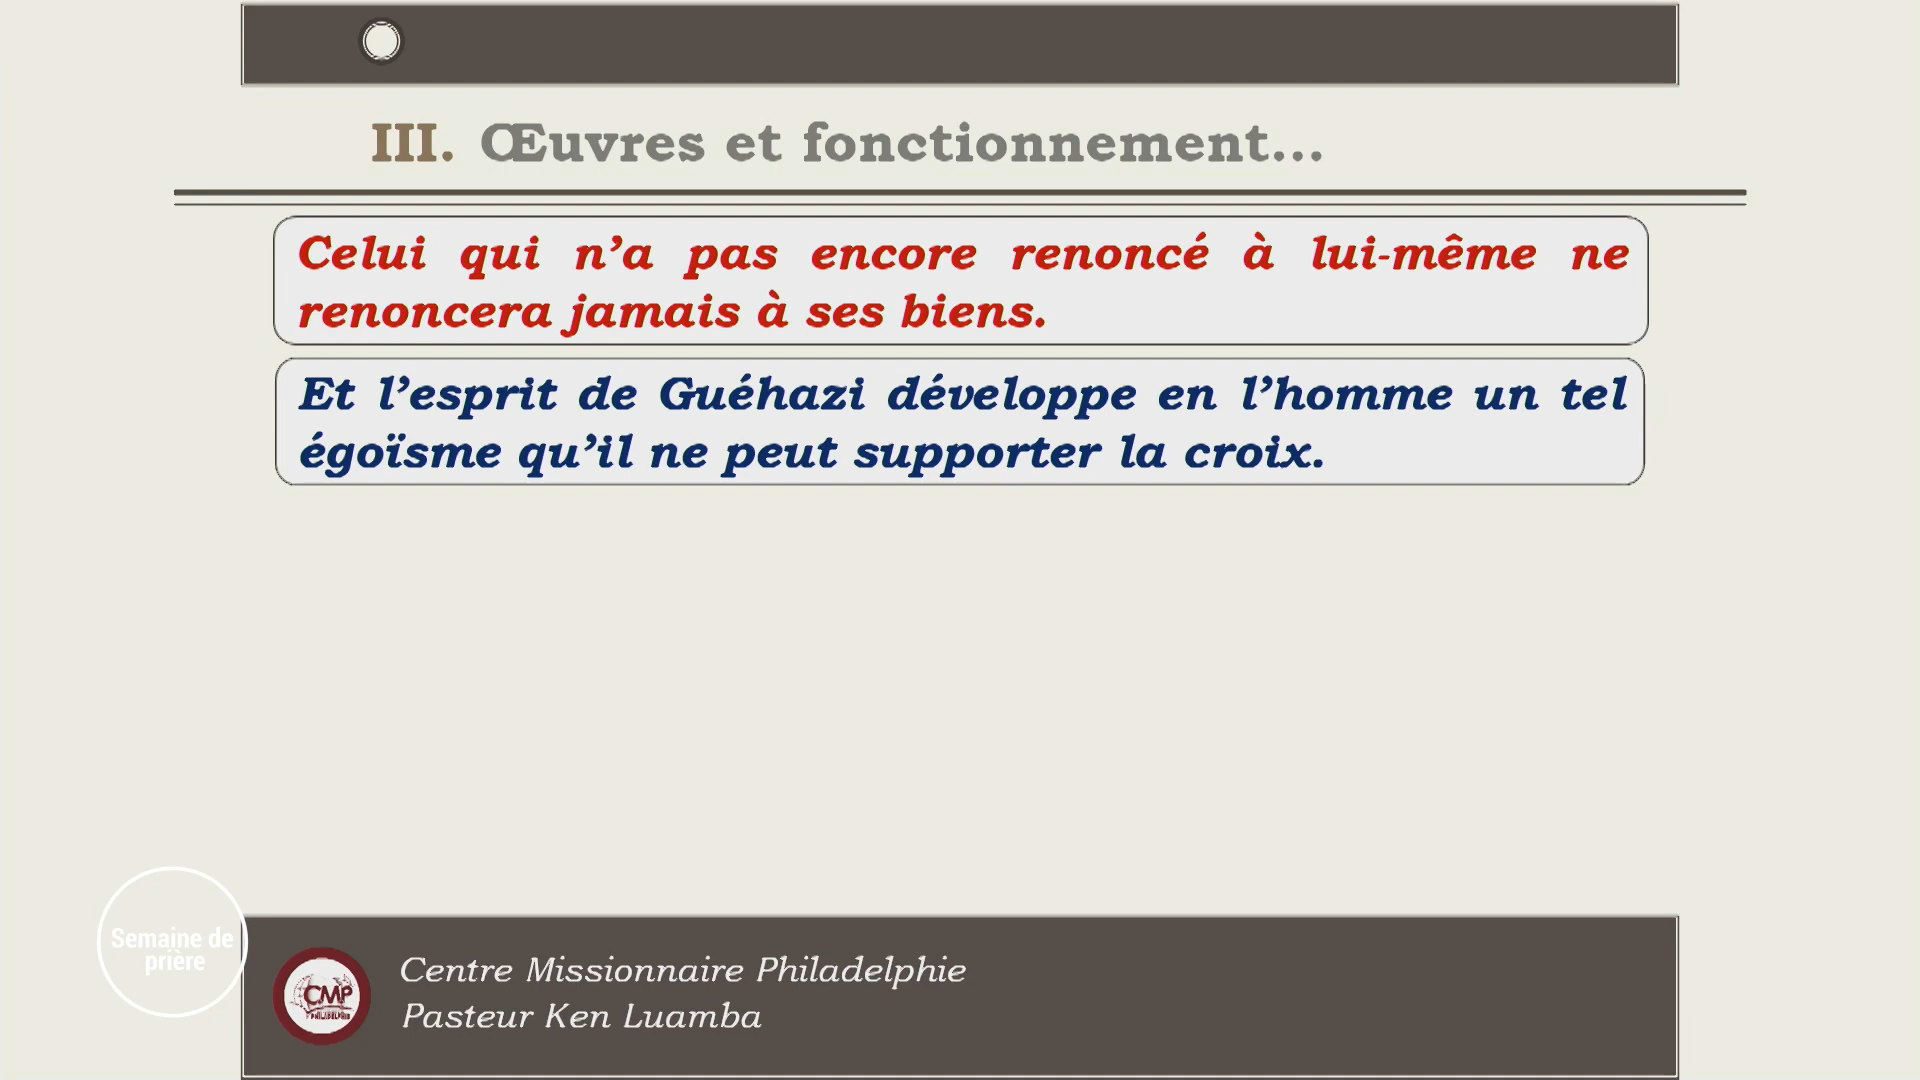 III. Œuvres et fonctionnement...
Celui qui n’a pas encore renoncé à lui-même ne
renoncera jamais à ses biens.
Et l’esprit de Guéhazi développe en l’homme un tel
égoïsme qu’il ne peut supporter la croix.
Semaine de
prière
CMP
PHILADELPHIE
Centre Missionnaire Philadelphie
Pasteur Ken Luamba